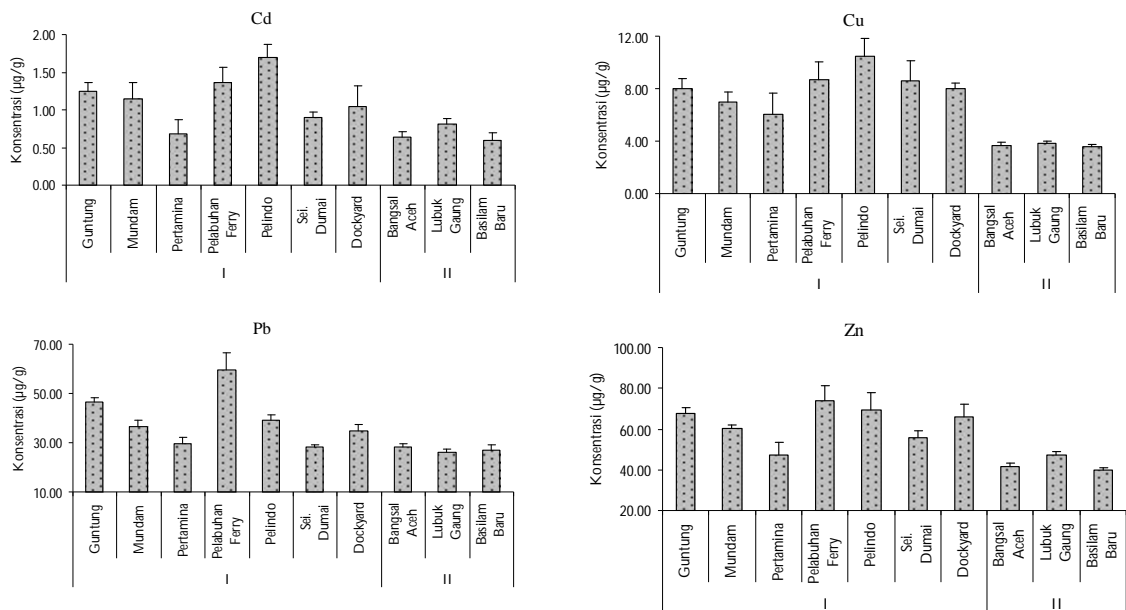 Cd
Konsentrasi (µg/g)
2.00
1.50
1.00
0.50
0.00
Guntung
Mundam
Pertamina
Pelabuhan
Ferry
Pelindo
Sei.
Dumai
Dockyard
Bangsal
Aceh
Lubuk
Gaung
Basilam
Baru
I
II
Cu
Konsentrasi (µg/g)
12.00
8.00
4.00
0.00
Guntung
Mundam
Pertamina
Pelabuhan
Ferry
Pelindo
Sei.
Dumai
Dockyard
Bangsal
Aceh
Lubuk
Gaung
Basilam
Baru
I
II
Pb
Konsentrasi (µg/g)
70.00
50.00
30.00
10.00
Guntung
Mundam
Pertamina
Pelabuhan
Ferry
Pelindo
Sei.
Dumai
Dockyard
Bangsal
Aceh
Lubuk
Gaung
Basilam
Baru
I
II
Zn
Konsentrasi (µg/g)
100.00
80.00
60.00
40.00
20.00
Guntung
Mundam
Pertamina
Pelabuhan
Ferry
Pelindo
Sei.
Dumai
Dockyard
Bangsal
Aceh
Lubuk
Gaung
Basilam
Baru
I
II